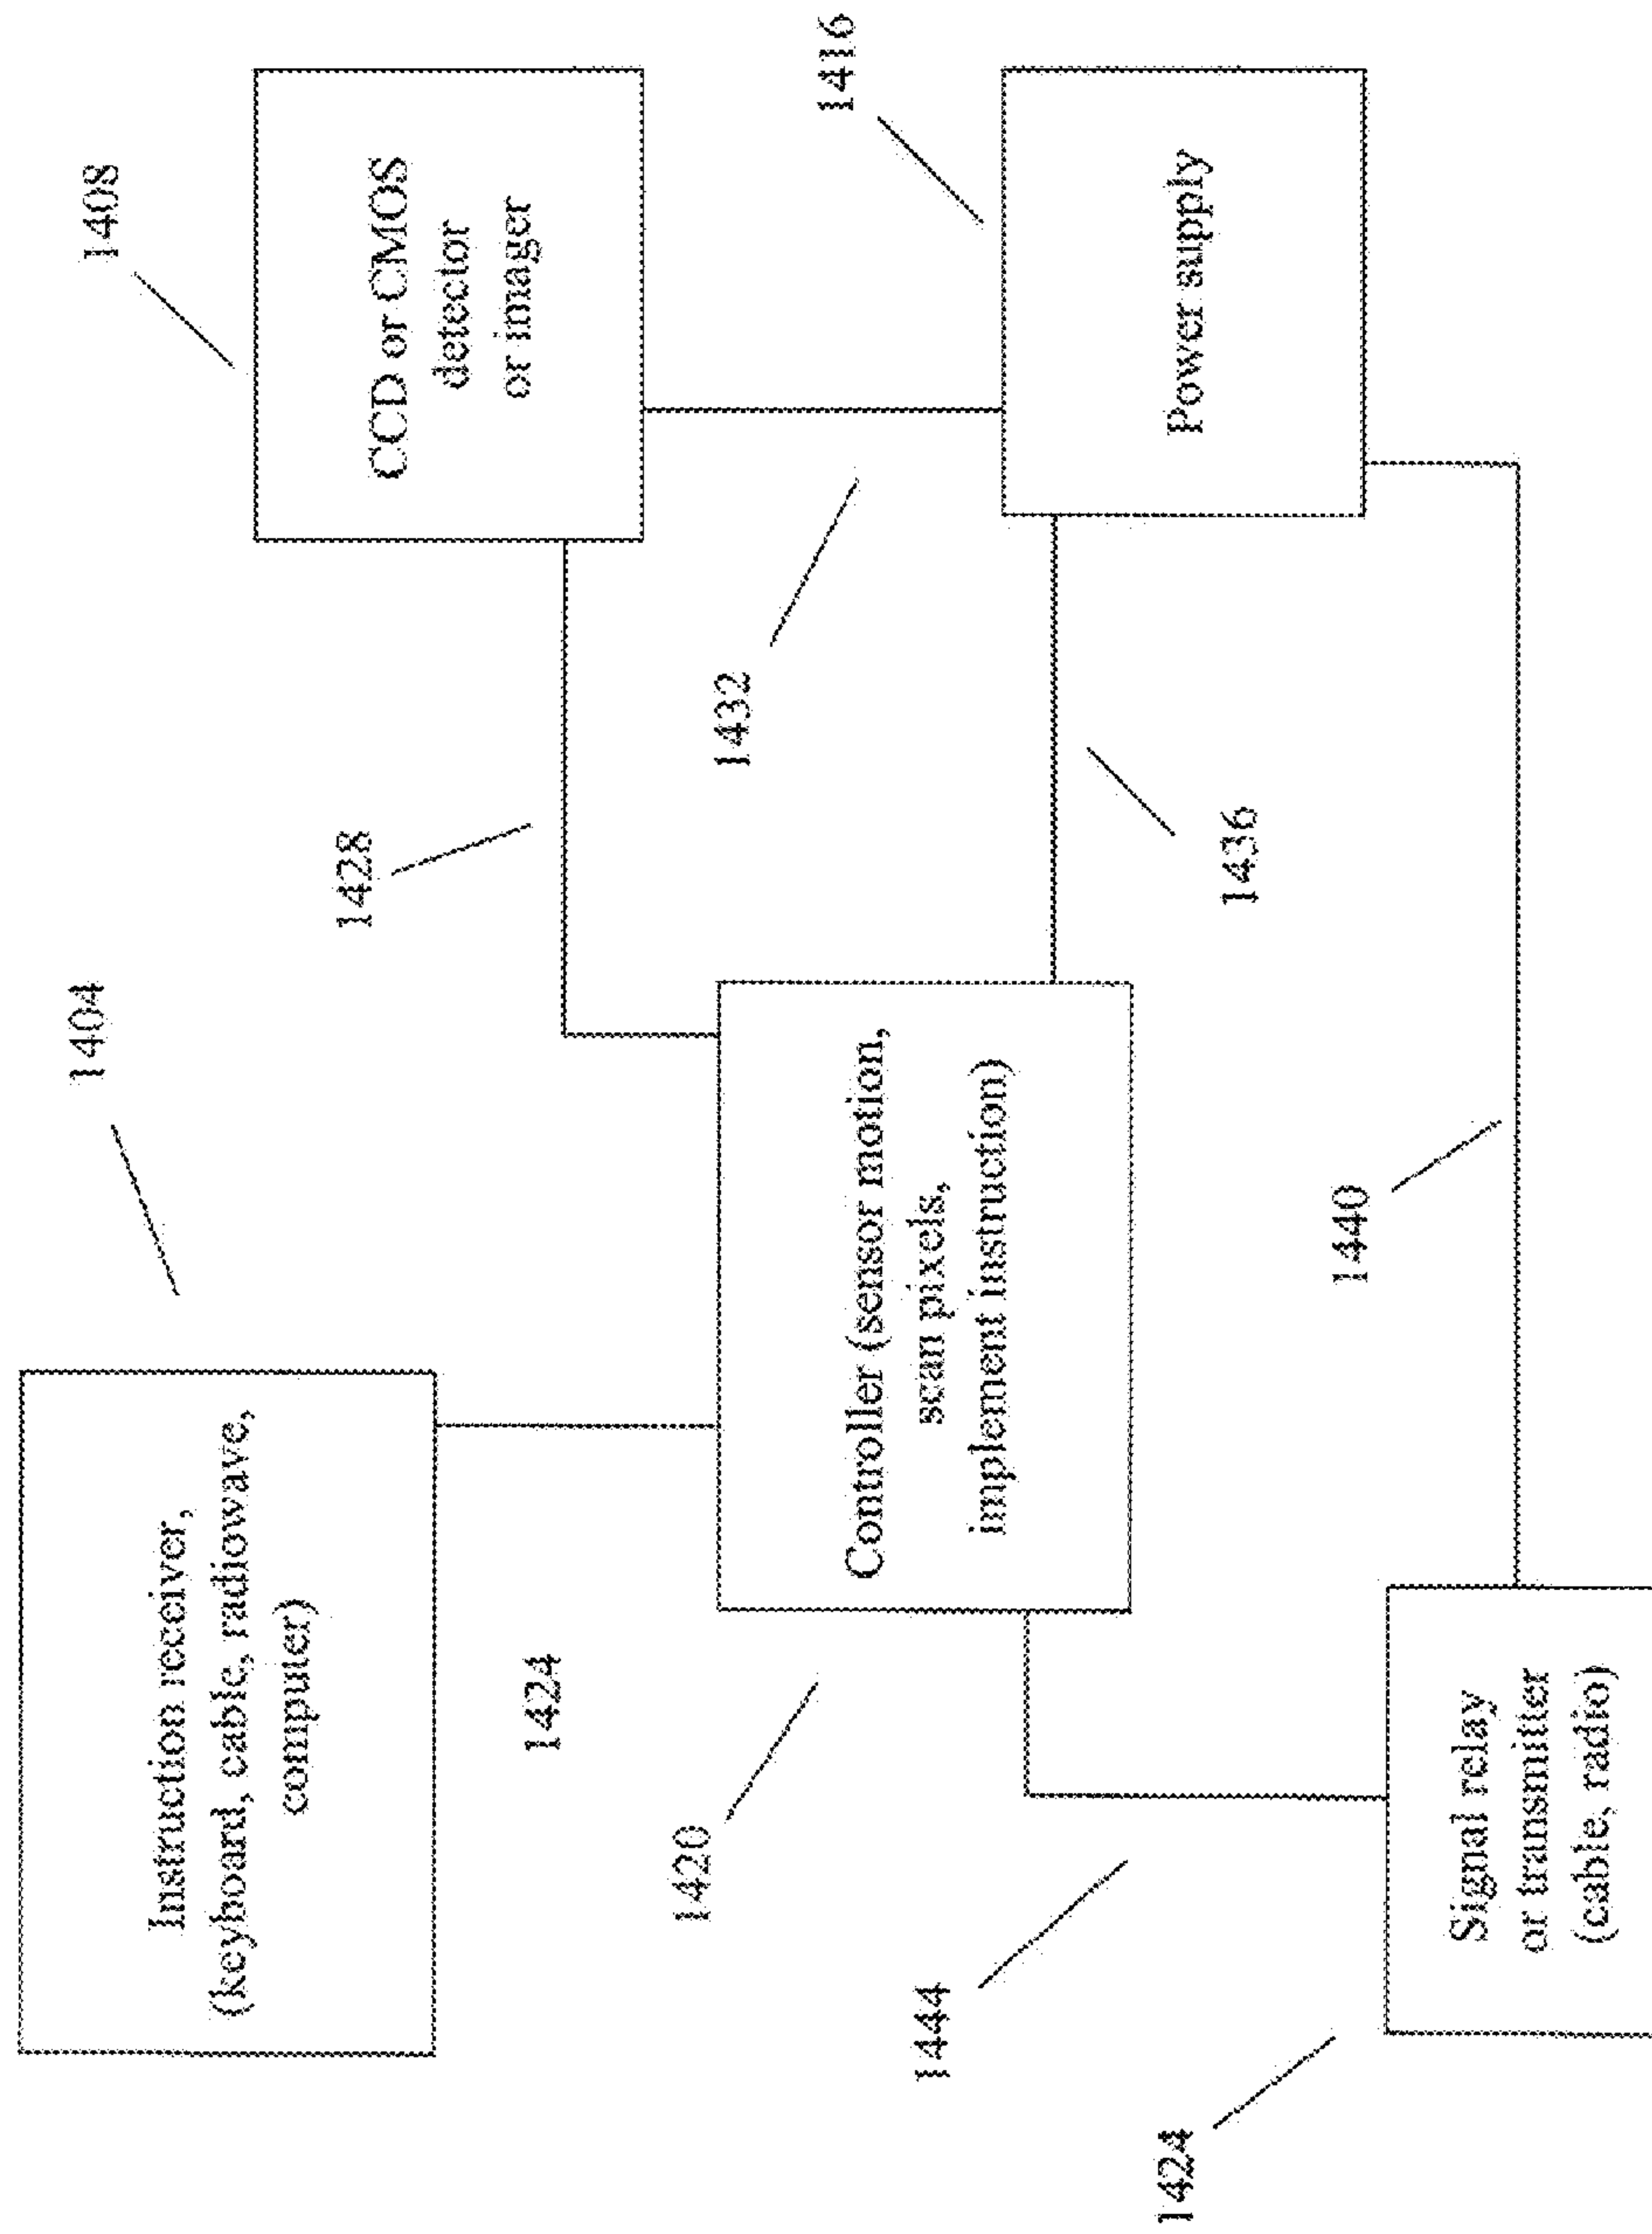 1404
Instruction receiver,
(keyboard, cable, radiowave,
computer)
1408
CCD or CMOS
detector
or imager
1428
1424
1420
Controller (sensor motion,
scan pixels,
implement instruction)
1432
1416
Power supply
1436
1444
1440
1424
Signal relay
or transmitter
(cable, radio)